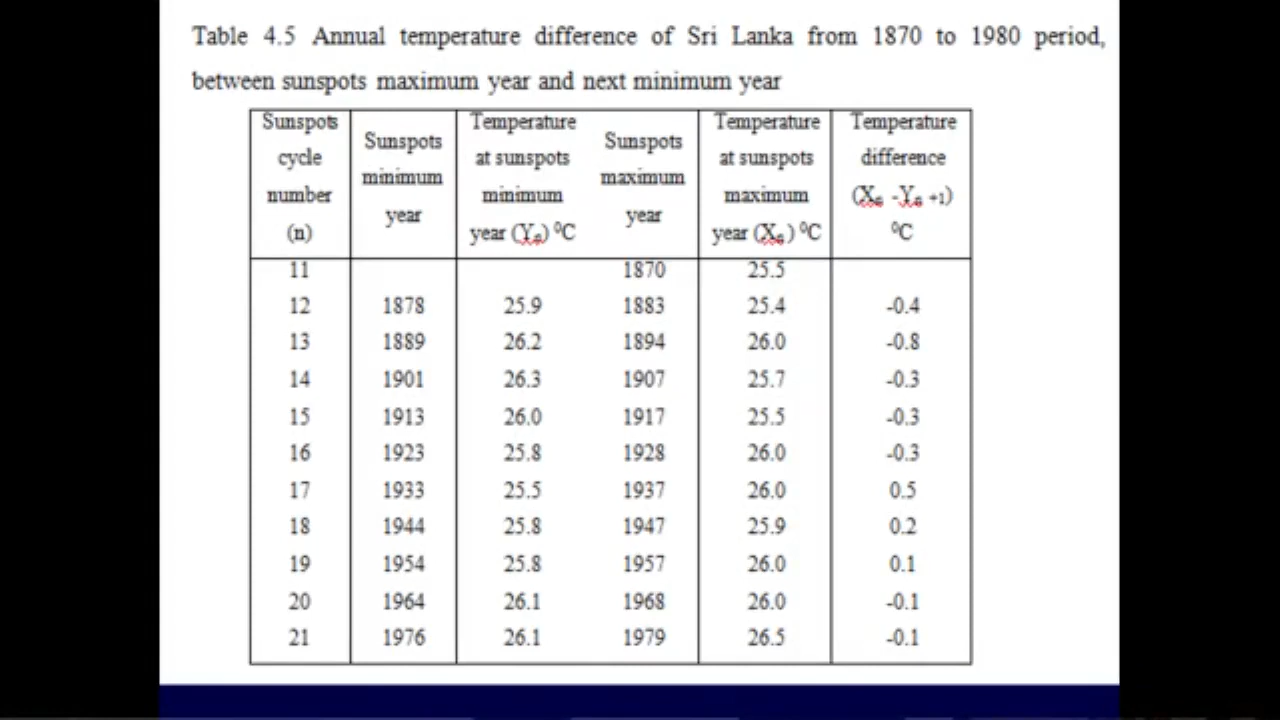 Table 4.5 Annual temperature difference of Sri Lanka from 1870 to 1980 period,
between sunspots maximum year and next minimum year
Sunspots cycle number (n) Sunspots minimum year Temperature at sunspots minimum year (Yₙ) ⁰C Sunspots maximum year Temperature at sunspots maximum year (Xₙ) ⁰C Temperature difference (Xₙ -Yₙ +1) ⁰C
11 1870 25.5
12 1878 25.9 1883 25.4 -0.4
13 1889 26.2 1894 26.0 -0.8
14 1901 26.3 1907 25.7 -0.3
15 1913 26.0 1917 25.5 -0.3
16 1923 25.8 1928 26.0 -0.3
17 1933 25.5 1937 26.0 0.5
18 1944 25.8 1947 25.9 0.2
19 1954 25.8 1957 26.0 0.1
20 1964 26.1 1968 26.0 -0.1
21 1976 26.1 1979 26.5 -0.1